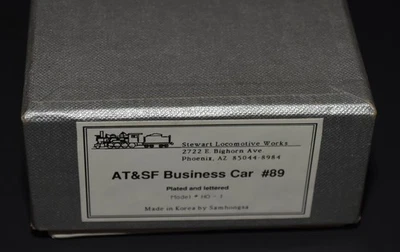 Stewart Locomotive Works
2722 E. Bighorn Ave
Phoenix, AZ 85044-8984
AT&SF Business Car #89
Plated and lettered
Model #
Made in Korea by Samhongsa